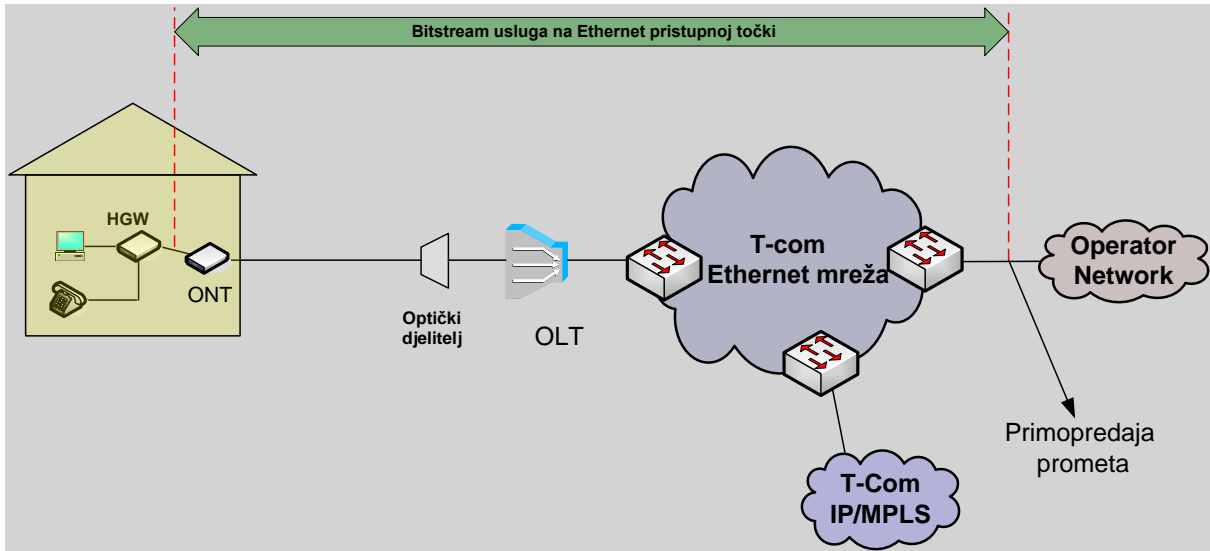 Bitstream usluga na Ethernet pristupnoj točki
HGW
ONT
Optički
djelitelj
OLT
T-com
Ethernet mreža
Operator
Network
Primopredaja
prometa
T-Com
IP/MPLS